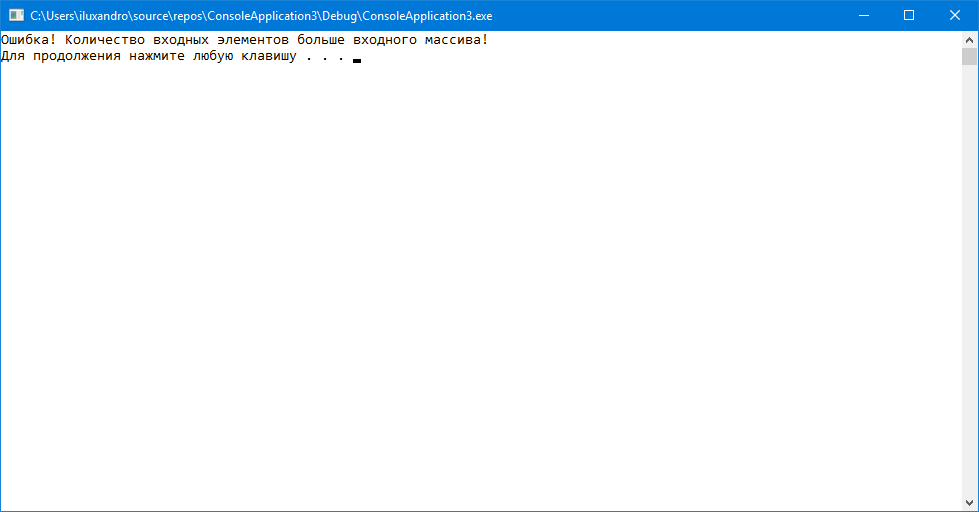 C:\Users\iluxandro\source\repos\ConsoleApplication3\Debug\ConsoleApplication3.exe
Ошибка! Количество входных элементов больше входного массива!
Для продолжения нажмите любую клавишу . . .